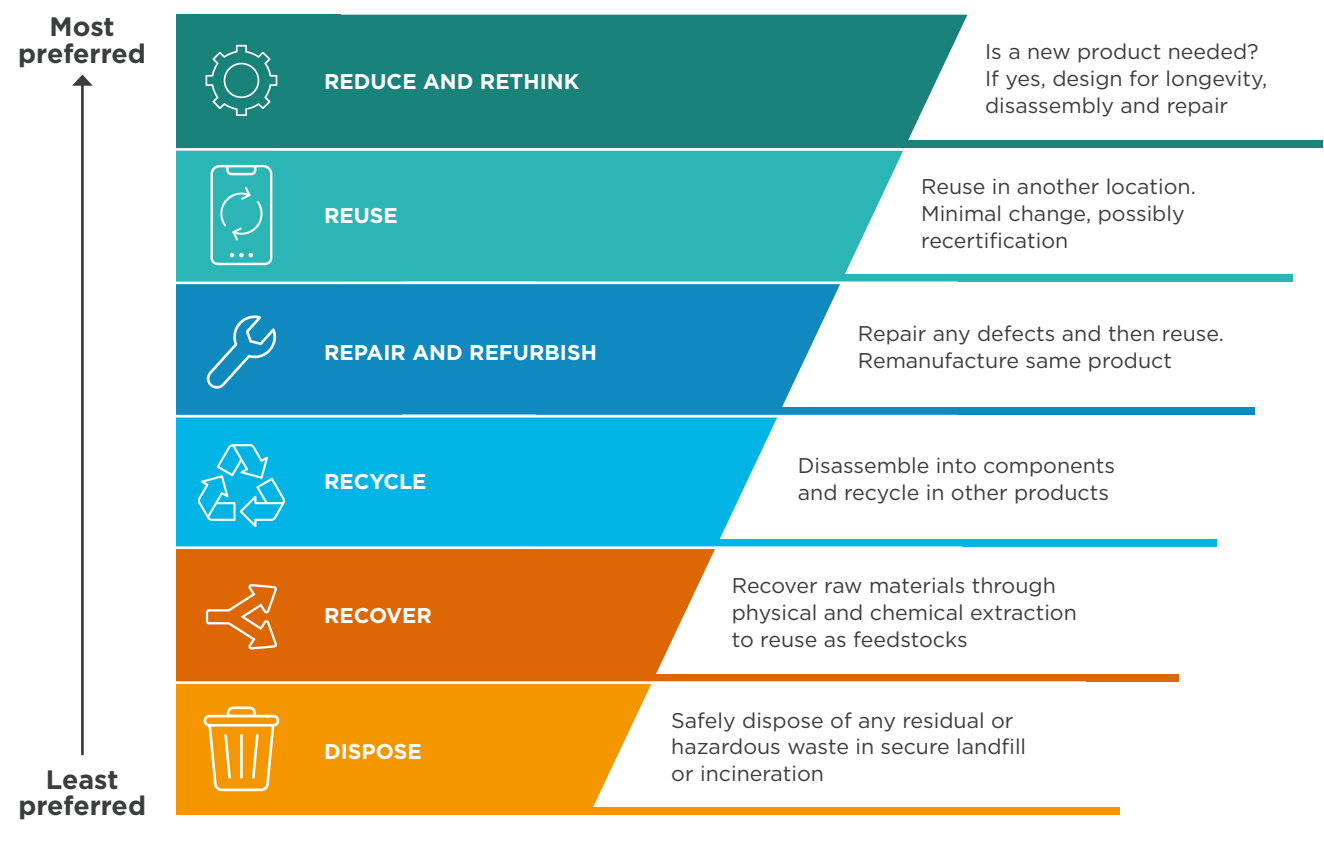 Most
preferred
REDUCE AND RETHINK
Is a new product needed?
If yes, design for longevity,
disassembly and repair
REUSE
Reuse in another location.
Minimal change, possibly
recertification
REPAIR AND REFURBISH
Repair any defects and then reuse.
Remanufacture same product
RECYCLE
Disassemble into components
and recycle in other products
RECOVER
Recover raw materials through
physical and chemical extraction
to reuse as feedstocks
DISPOSE
Safely dispose of any residual or
hazardous waste in secure landfill
or incineration
Least
preferred